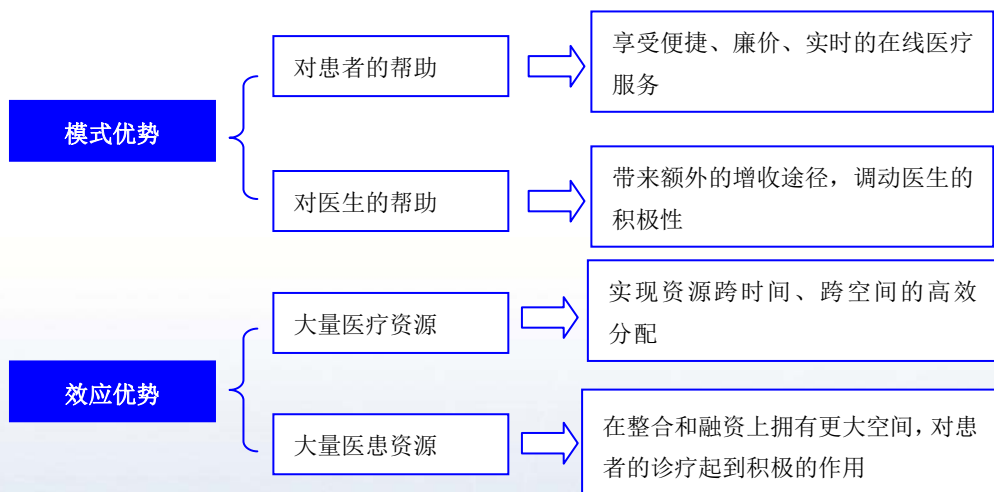 模式优势
对患者的帮助
享受便捷、廉价、实时的在线医疗
服务
对医生的帮助
带来额外的增收途径，调动医生的
积极性
效应优势
大量医疗资源
实现资源跨时间、跨空间的高效
分配
大量医患资源
在整合和融资上拥有更大空间，对患
者的诊疗起到积极的作用